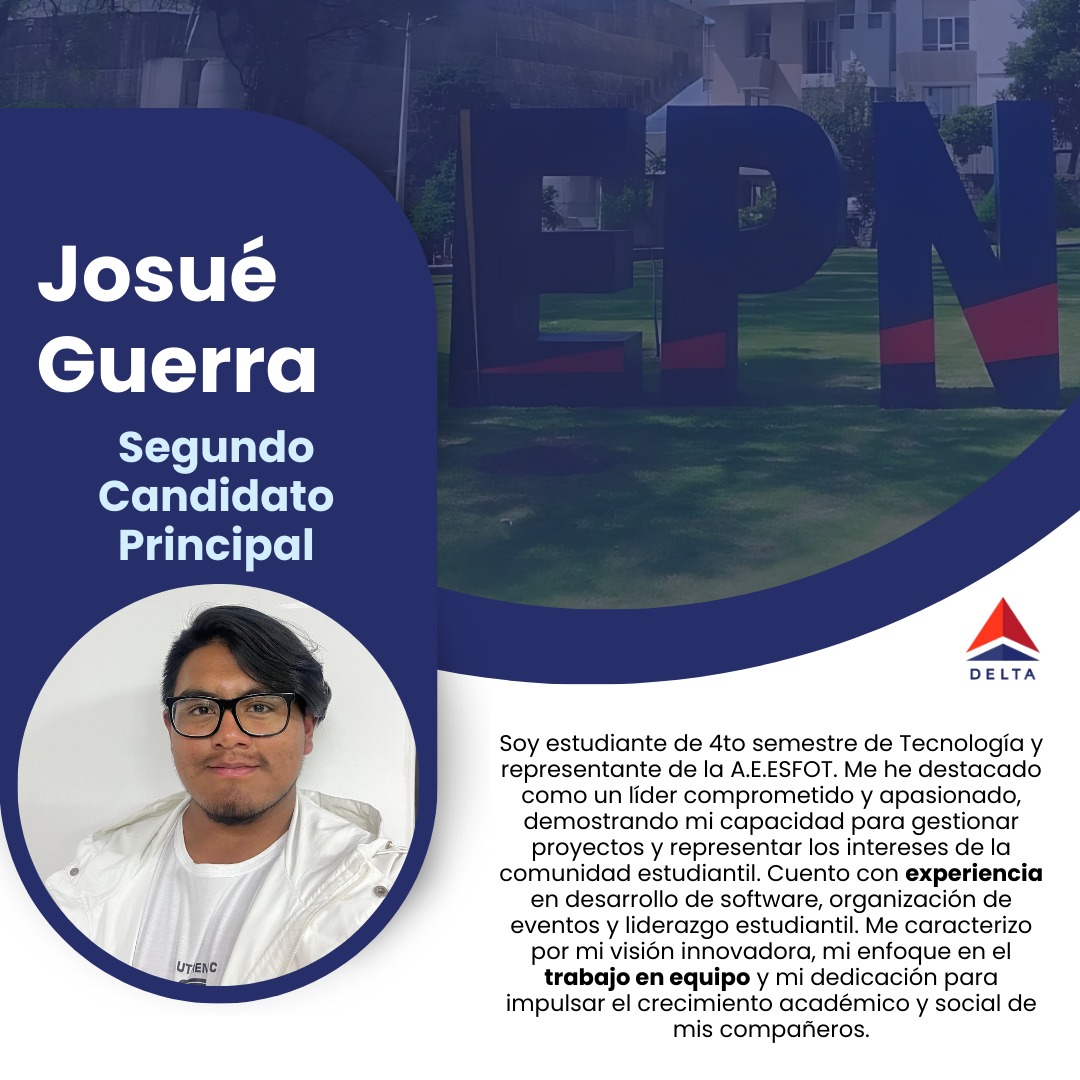 EPN
Josué
Guerra
Segundo
Candidato
Principal
DELTA
Soy estudiante de 4to semestre de Tecnología y
representante de la A.E.ESFOT. Me he destacado
como un líder comprometido y apasionado,
demostrando mi capacidad para gestionar
proyectos y representar los intereses de la
comunidad estudiantil. Cuento con experiencia
en desarrollo de software, organización de
eventos y liderazgo estudiantil. Me caracterizo
por mi visión innovadora, mi enfoque en el
trabajo en equipo y mi dedicación para
impulsar el crecimiento académico y social de
mis compañeros.